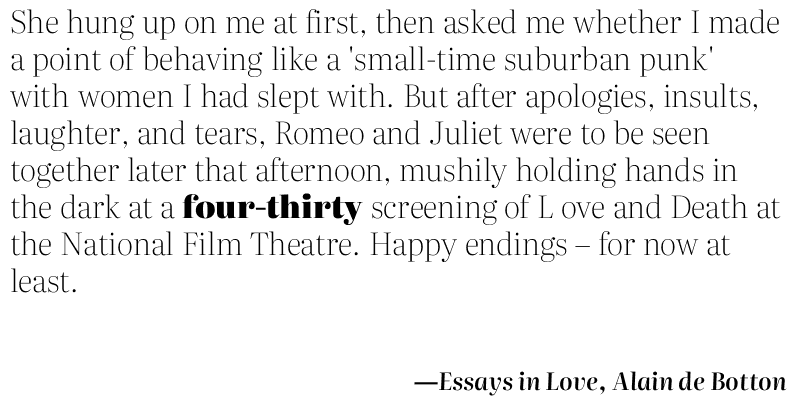 She hung up on me at first, then asked me whether I made
a point of behaving like a 'small-time suburban punk'
with women I had slept with. But after apologies, insults,
laughter, and tears, Romeo and Juliet were to be seen
together later that afternoon, mushily holding hands in
the dark at a four-thirty screening of L ove and Death at
the National Film Theatre. Happy endings – for now at
least.
—Essays in Love, Alain de Botton